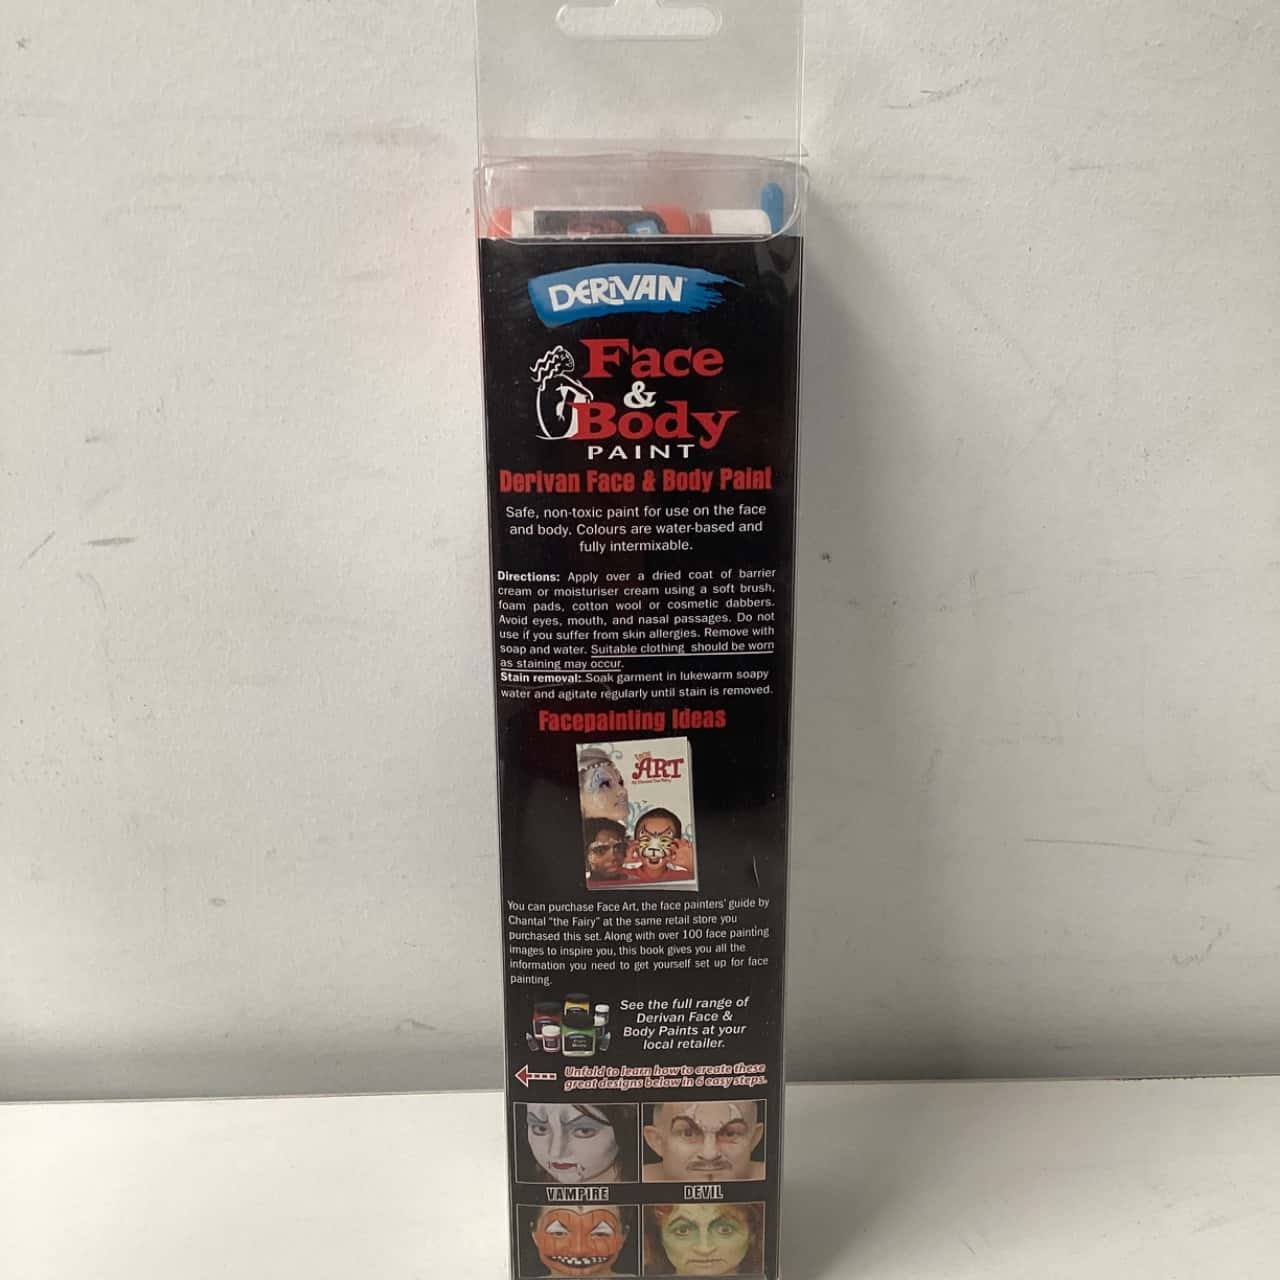 DERiVAN
Face
&
Body
PAINT
Derivan Face & Body Paint
Safe, non-toxic paint for use on the face
and body. Colours are water-based and
fully intermixable.
Directions: Apply over a dried coat of barrier
cream or moisturiser cream using a soft brush,
foam pads, cotton wool or cosmetic dabbers.
Avoid eyes, mouth, and nasal passages. Do not
use if you suffer from skin allergies. Remove with
soap and water. Suitable clothing should be worn
as staining may occur.
Stain removal: Soak garment in lukewarm soapy
water and agitate regularly until stain is removed.
Facepainting Ideas
ART
You can purchase Face Art, the face painters' guide by
Chantal "the Fairy" at the same retail store you
purchased this set. Along with over 100 face painting
images to inspire you, this book gives you all the
information you need to get yourself set up for face
painting.
See the full range of
Derivan Face &
Body Paints at your
local retailer.
Unfold to learn how to create these
great designs below in 6 easy steps.
VAMPIRE
DEVIL